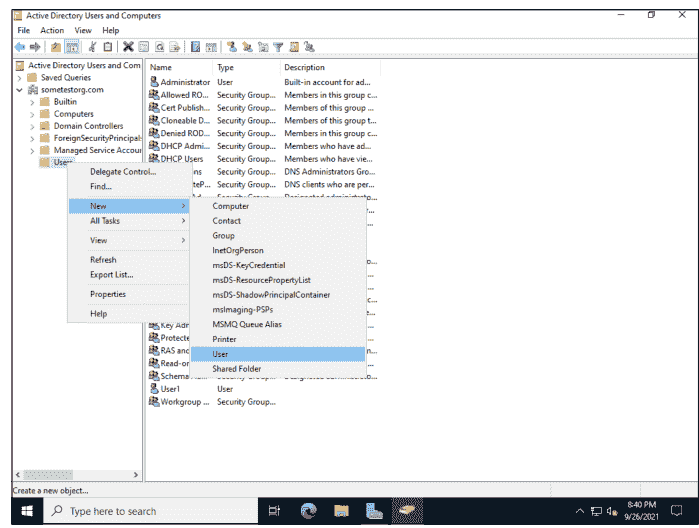 Active Directory Users and Computers
File Action View Help
Active Directory Users and Com
Saved Queries
sometestorg.com
Builtin
Computers
Domain Controllers
ForeignSecurityPrincipal:
Managed Service Accour
Users
Name Type Description
Administrator User Built-in account for ad...
Allowed RO... Security Group... Members in this group c...
Cert Publish... Security Group... Members of this group ...
Cloneable D... Security Group... Members of this group t...
Denied ROD... Security Group... Members in this group c...
DHCP Admi... Security Group... Members who have ad...
DHCP Users Security Group... Members who have vie...
ns Security Group... DNS Administrators Gro...
teP... Security Group... DNS clients who are per...
Delegate Control...
Find...
New
All Tasks
View
Refresh
Export List...
Properties
Help
Computer
Contact
Group
InetOrgPerson
msDS-KeyCredential
msDS-ResourcePropertyList
msDS-ShadowPrincipalContainer
msImaging-PSPs
MSMQ Queue Alias
Printer
User
Shared Folder
Key Adr
Protecte
RAS anc
Read-or
Schema
User1 User
Workgroup ... Security Group...
Create a new object...
Type here to search
8:40 PM
9/26/2021